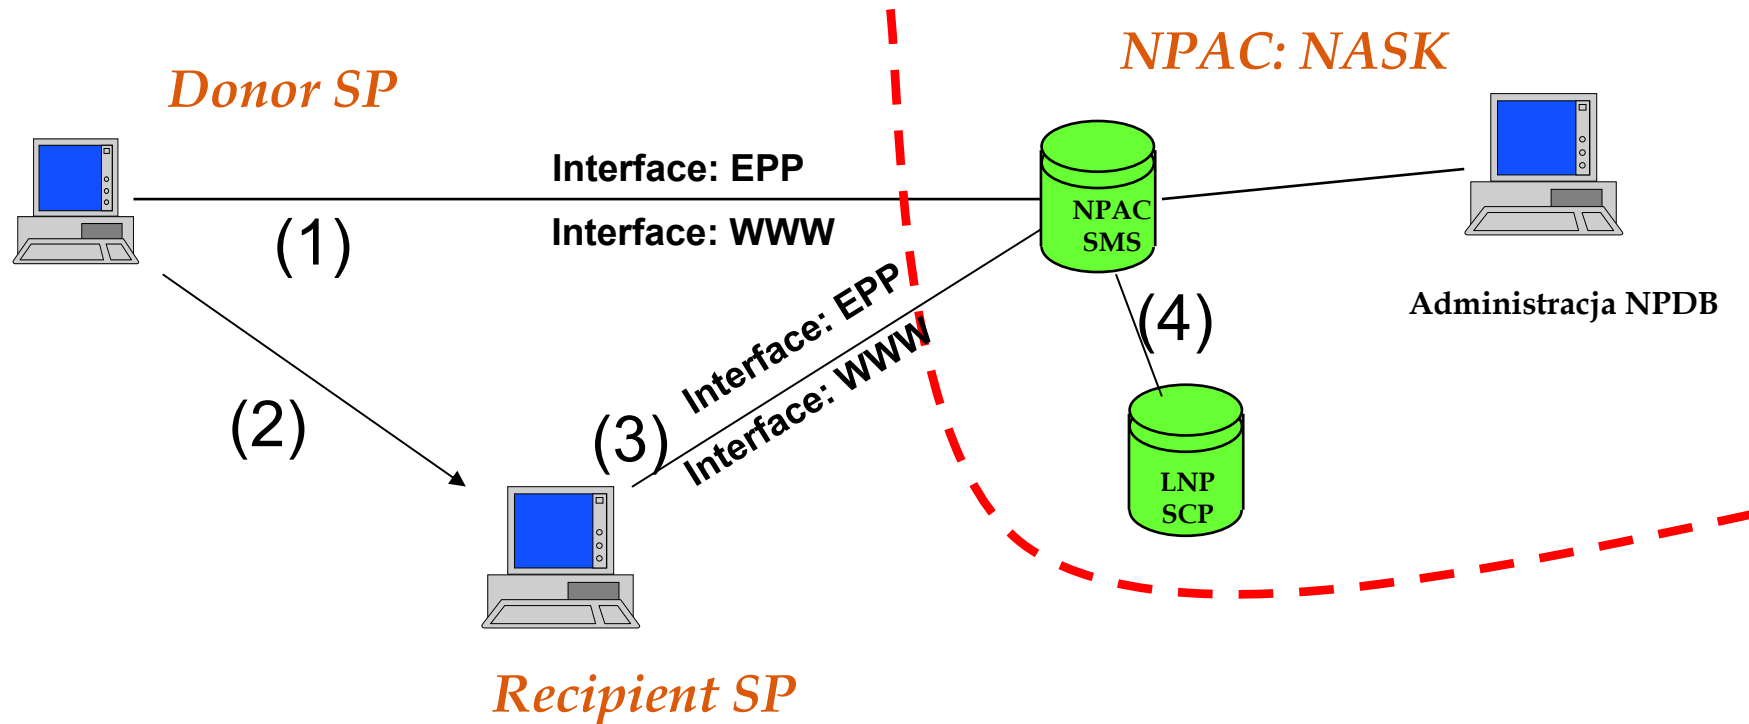 NPAC: NASK
Donor SP
Interface: EPP
NPAC
SMS
(1)
Interface: WWW
Interface: EPP
(4)
Administracja NPDB
Interface: WWW
(2)
(3)
LNP
SCP
Recipient SP